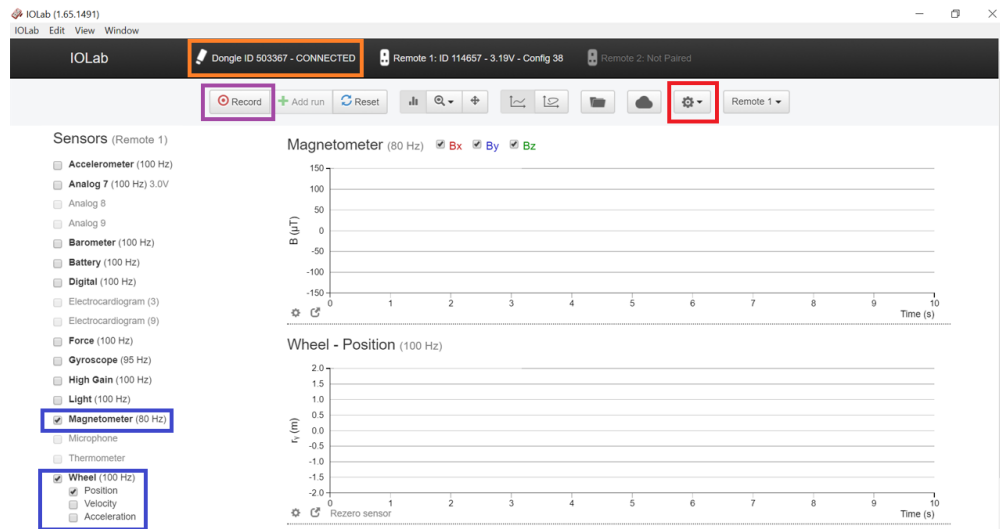 IOLab (1.65.1491)
IOLab Edit View Window
IOLab Dongle ID 503367 - CONNECTED Remote 1: ID 114657 - 3.19V - Config 38 Remote 2: Not Paired
Record Add run Reset Remote 1
Sensors (Remote 1)
Accelerometer (100 Hz)
Analog 7 (100 Hz) 3.0V
Analog 8
Analog 9
Barometer (100 Hz)
Battery (100 Hz)
Digital (100 Hz)
Electrocardiogram (3)
Electrocardiogram (9)
Force (100 Hz)
Gyroscope (95 Hz)
High Gain (100 Hz)
Light (100 Hz)
Magnetometer (80 Hz)
Microphone
Thermometer
Wheel (100 Hz)
Position
Velocity
Acceleration
Magnetometer (80 Hz) Bx By Bz
150
100
50
0
-50
-100
-150
B (μT)
0 1 2 3 4 5 6 7 8 9 10
Time (s)
Wheel - Position (100 Hz)
2.0
1.5
1.0
0.5
0.0
-0.5
-1.0
-1.5
-2.0
ry (m)
0 1 2 3 4 5 6 7 8 9 10
Rezero sensor Time (s)